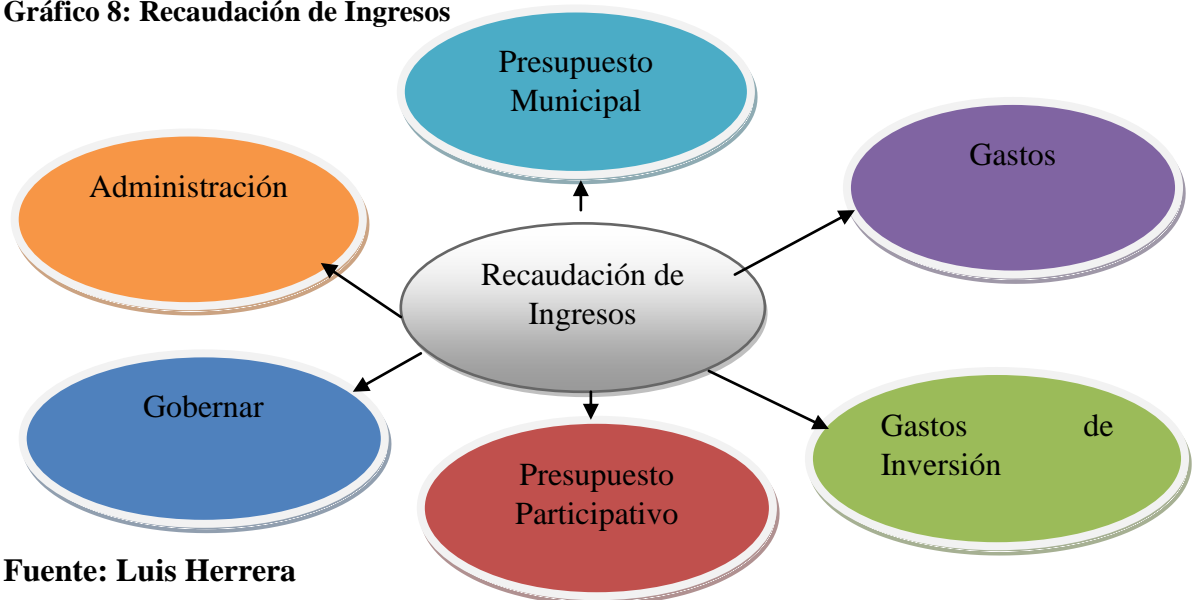 Gráfico 8: Recaudación de Ingresos
Presupuesto
Municipal
Gastos
Administración
Recaudación de
Ingresos
Gobernar
Gastos de
Inversión
Presupuesto
Participativo
Fuente: Luis Herrera